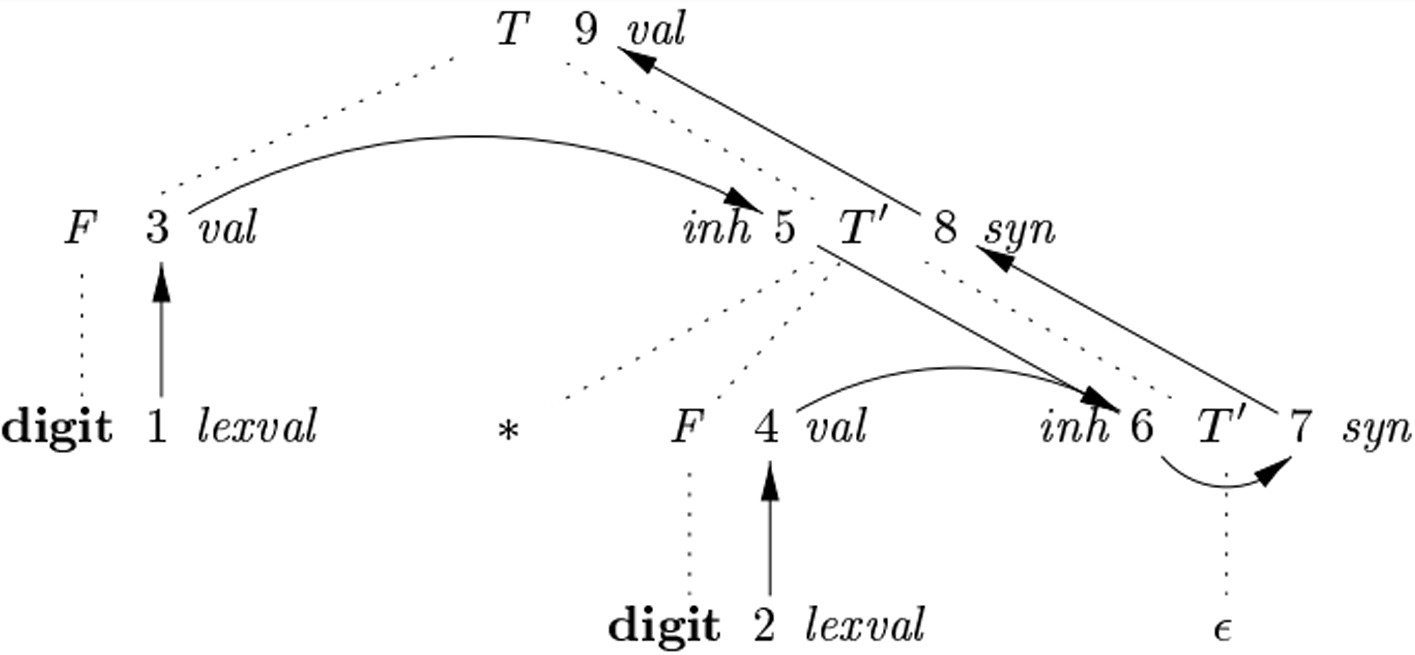 T 9 val
F 3 val inh 5 T′ 8 syn
digit 1 lexval * F 4 val inh 6 T′ 7 syn
digit 2 lexval ϵ